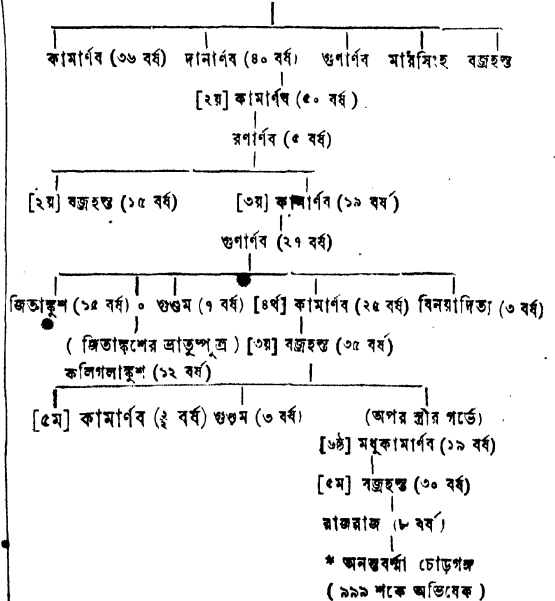 কামার্ণব (৩৬ বর্ষ) দানার্ণব (৪০ বর্ষ) গুণার্ণব মারসিংহ বজ্রহস্ত
[২য়] কামার্ণব (৫০ বর্ষ)
রণার্ণব (৫ বর্ষ)
[২য়] বজ্রহস্ত (১৫ বর্ষ) [৩য়] কামার্ণব (১৯ বর্ষ)
গুণার্ণব (২৭ বর্ষ)
জিতাঙ্কুশ (১৫ বর্ষ) ০ গুণ্ডম (৭ বর্ষ) [৪র্থ] কামার্ণব (২৫ বর্ষ) বিনয়াদিত্য (৩ বর্ষ)
( জিতাঙ্কশের ভ্রাতুষ্পুত্র ) [৩য়] বজ্রহস্ত (৩৫ বর্ষ)
কলিগলাঙ্কুশ (১২ বর্ষ)
[৫ম] কামার্ণব (½ বর্ষ) গুণ্ডম (৩ বর্ষ) (অপর স্ত্রীর গর্ভে)
[৬ষ্ঠ] মধুকামার্ণব (১৯ বর্ষ)
[৫ম] বজ্রহস্ত (৩০ বর্ষ)
রাজরাজ (৮ বর্ষ)
* অনন্তবর্ম্মা চোড়গঙ্গ
( ৯৯৯ শকে অভিষেক )